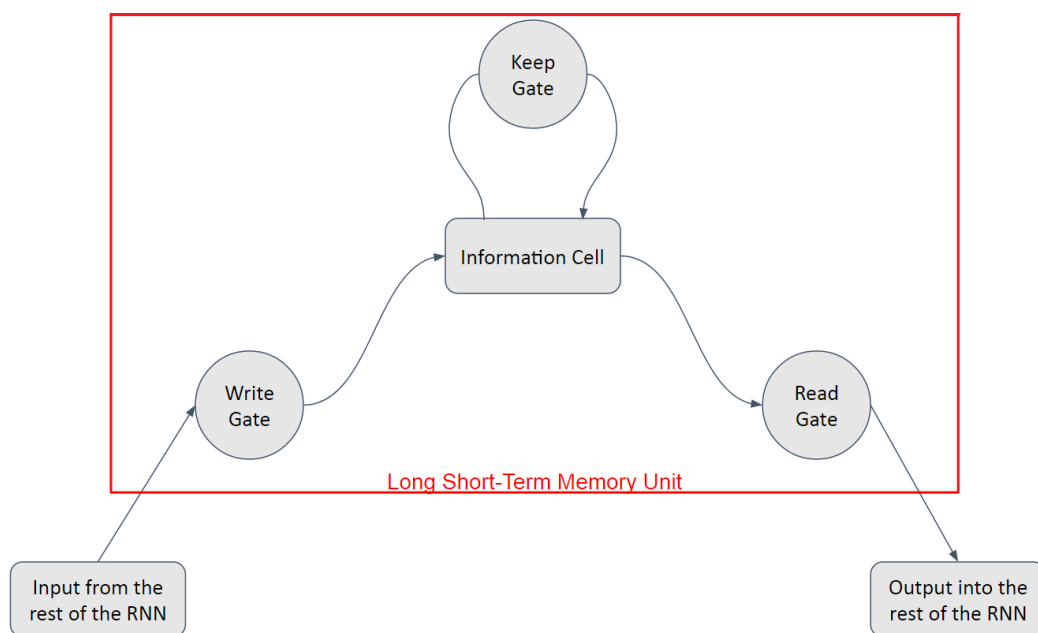 Keep
Gate
Information Cell
Write
Gate
Read
Gate
Long Short-Term Memory Unit
Input from the
rest of the RNN
Output into the
rest of the RNN